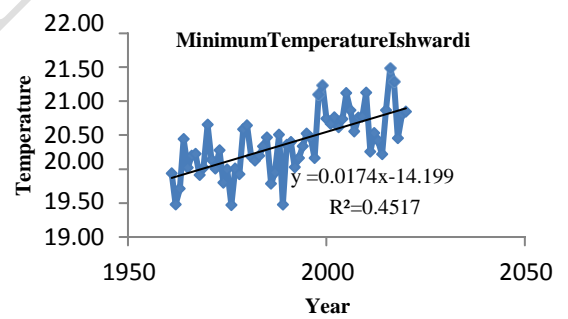 MinimumTemperatureIshwardi
22.00
21.50
21.00
20.50
20.00
19.50
19.00
Temperature
y =0.0174x-14.199
R²=0.4517
1950
2000
2050
Year